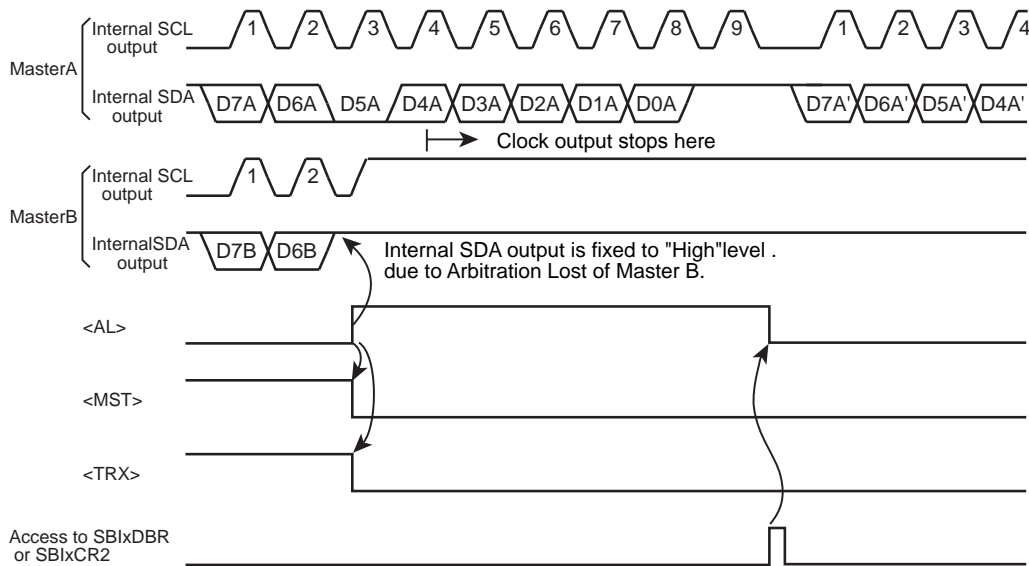 Internal SCL
output
1 2 3 4 5 6 7 8 9 1 2 3 4
MasterA
Internal SDA
output
D7A D6A D5A D4A D3A D2A D1A D0A D7A' D6A' D5A' D4A'
Clock output stops here
Internal SCL
output
1 2
MasterB
InternalSDA
output
D7B D6B
Internal SDA output is fixed to "High"level .
due to Arbitration Lost of Master B.
<AL>
<MST>
<TRX>
Access to SBIxDBR
or SBIxCR2